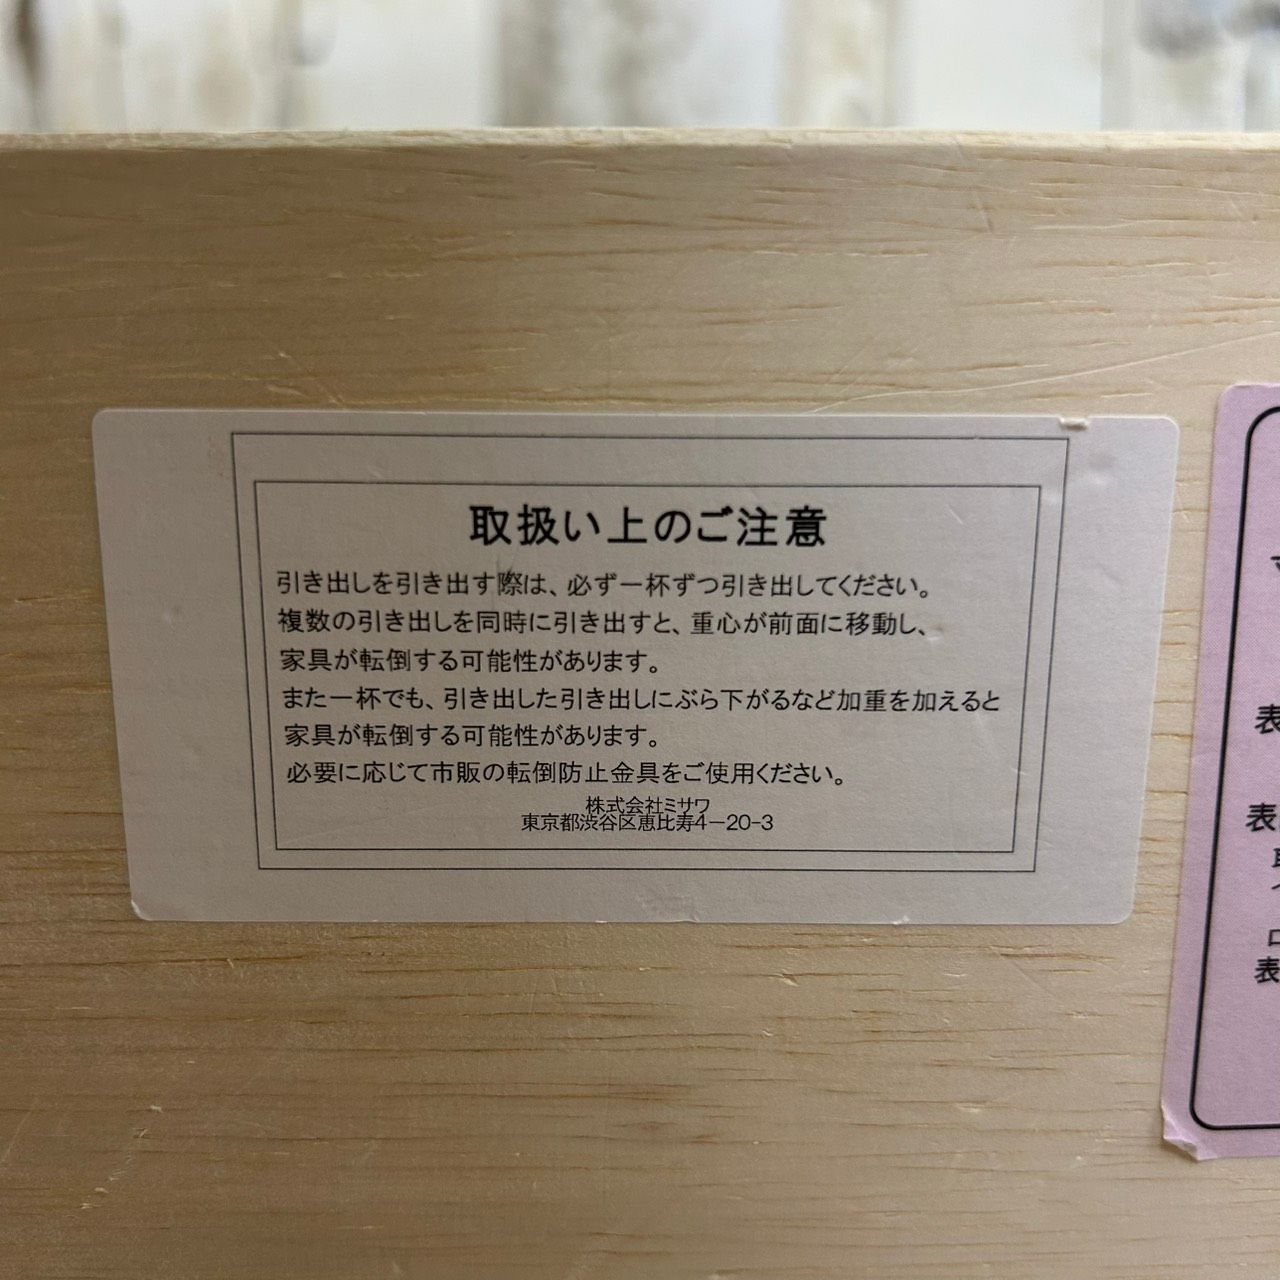 取扱い上のご注意
引き出しを引き出す際は、必ず一杯ずつ引き出してください。
複数の引き出しを同時に引き出すと、重心が前面に移動し、
家具が転倒する可能性があります。
また一杯でも、引き出した引き出しにぶら下がるなど加重を加えると
家具が転倒する可能性があります。
必要に応じて市販の転倒防止金具をご使用ください。
株式会社ミサワ
東京都渋谷区恵比寿4－20-3
表
表
表